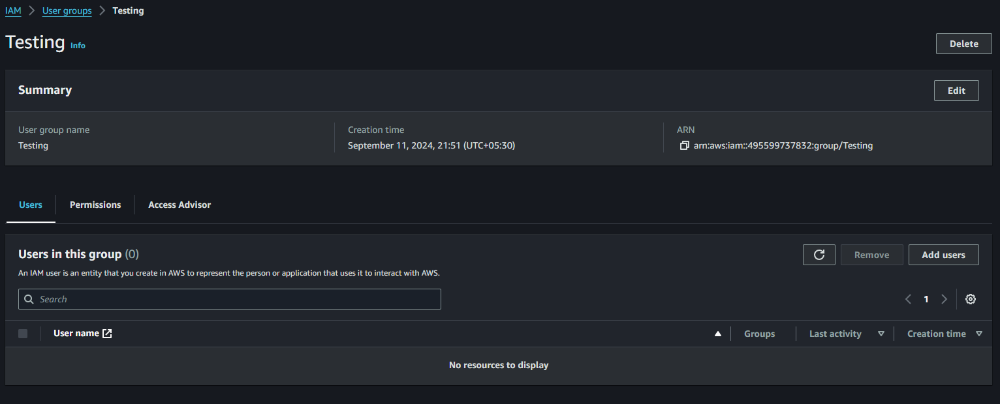 IAM > User groups > Testing
Testing Info
Delete
Summary
Edit
User group name
Testing
Creation time
September 11, 2024, 21:51 (UTC+05:30)
ARN
arn:aws:iam::495599737832:group/Testing
Users
Permissions
Access Advisor
Users in this group (0)
An IAM user is an entity that you create in AWS to represent the person or application that uses it to interact with AWS.
Remove
Add users
Search
1
User name
Groups
Last activity
Creation time
No resources to display